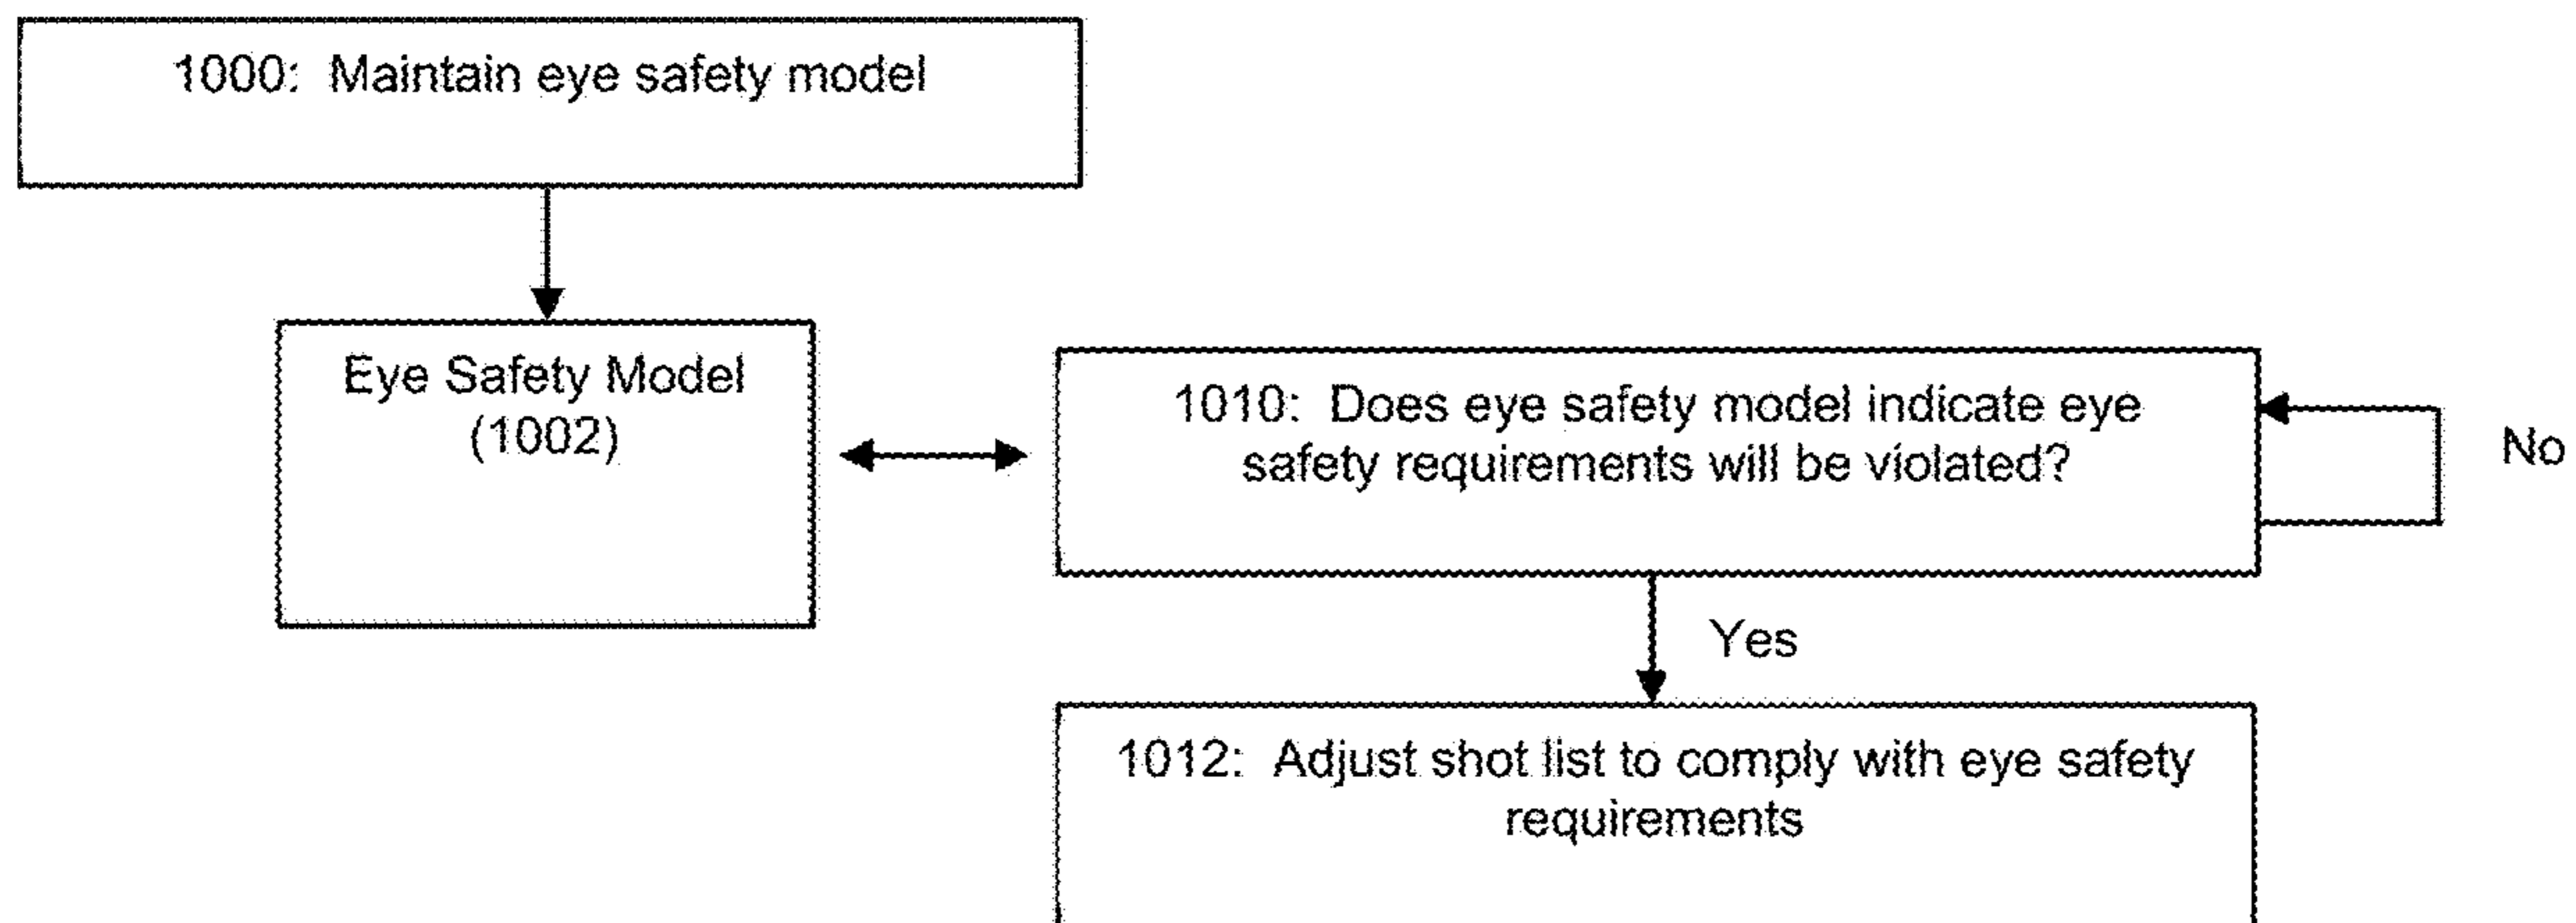 1000: Maintain eye safety model
Eye Safety Model
(1002)
1010: Does eye safety model indicate eye
safety requirements will be violated?
No
Yes
1012: Adjust shot list to comply with eye safety
requirements